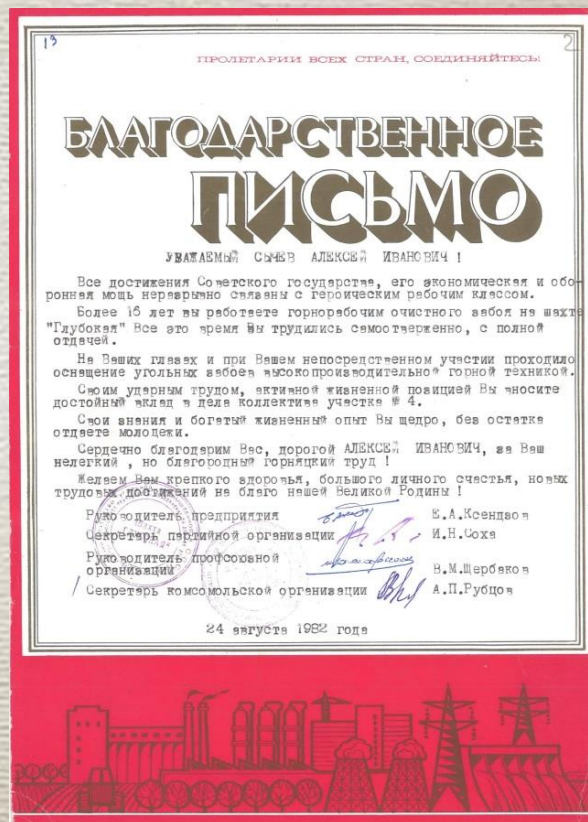 13
2
ПРОЛЕТАРИИ ВСЕХ СТРАН, СОЕДИНЯЙТЕСЬ!
БЛАГОДАРСТВЕННОЕ
ПИСЬМО
УВАЖАЕМЫЙ СЫЧЕВ АЛЕКСЕЙ ИВАНОВИЧ !
Все достижения Советского государства, его экономическая и обо-
ронная мощь неразрывно связаны с героическим рабочим классом.
Более 16 лет вы работаете горнорабочим очистного забоя на шахте
"Глубокая" Все это время Вы трудились самоотверженно, с полной
отдачей.
На Ваших глазах и при Вашем непосредственном участии проходило
оснащение угольных забоев высокопроизводительной горной техникой.
Своим ударным трудом, активной жизненной позицией Вы вносите
достойный вклад в дела коллектива участка № 4.
Свои знания и богатый жизненный опыт Вы щедро, без остатка
отдаете молодежи.
Сердечно благодарим Вас, дорогой АЛЕКСЕЙ ИВАНОВИЧ, за Ваш
нелегкий , но благородный горняцкий труд !
Желаем Вам крепкого здоровья, большого личного счастья, новых
трудовых достижений на благо нашей Великой Родины !
Руководитель предприятия Е.А.Ксендзов
Секретарь партийной организации И.Н.Соха
Руководитель профсоюзной
организации В.М.Щербаков
Секретарь комсомольской организации А.П.Рубцов
24 августа 1982 года